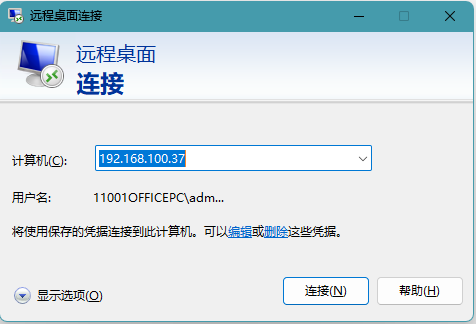 远程桌面连接
远程桌面
连接
计算机(C):
192.168.100.37
用户名:
11001OFFICEPC\adm...
将使用保存的凭据连接到此计算机。可以编辑或删除这些凭据。
显示选项(O)
连接(N)
帮助(H)